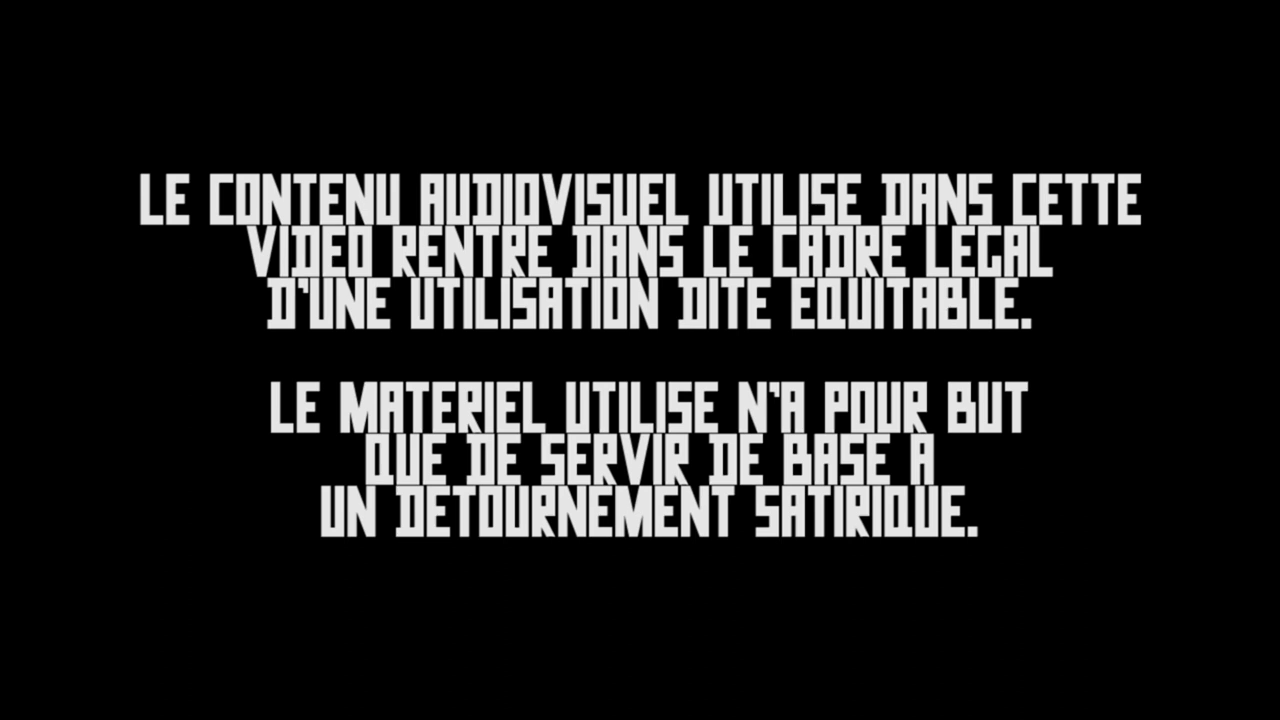 LE CONTENU AUDIOVISUEL UTILISE DANS CETTE
VIDEO RENTRE DANS LE CADRE LEGAL
D'UNE UTILISATION DITE EQUITABLE.
LE MATERIEL UTILISE N'A POUR BUT
QUE DE SERVIR DE BASE A
UN DETOURNEMENT SATIRIQUE.